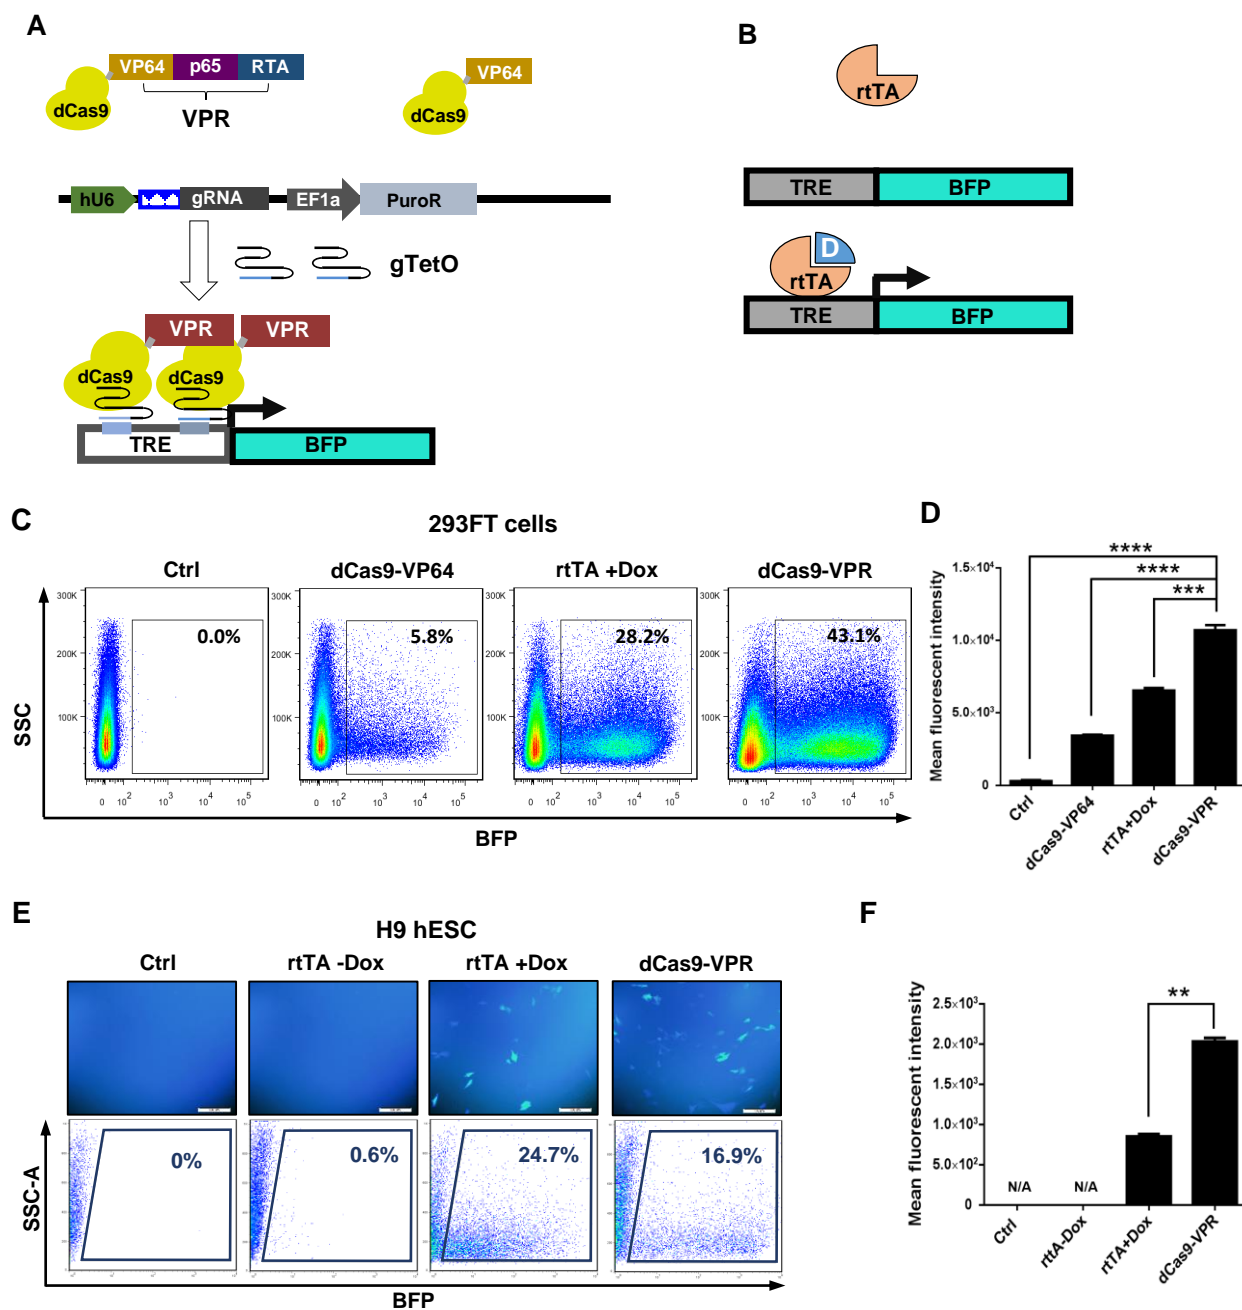 A
VP64 p65 RTA
dCas9
VPR
VP64
dCas9
hU6 gRNA EF1a PuroR
gTetO
VPR VPR
dCas9 dCas9
TRE BFP
B
rtTA
TRE BFP
D
rtTA
TRE BFP
C
293FT cells
Ctrl dCas9-VP64 rtTA +Dox dCas9-VPR
300K 300K 300K 300K
0.0% 5.8% 28.2% 43.1%
200K 200K 200K 200K
100K 100K 100K 100K
0 10² 10³ 10⁴ 10⁵ 0 10² 10³ 10⁴ 10⁵ 0 10² 10³ 10⁴ 10⁵ 0 10² 10³ 10⁴ 10⁵
SSC
BFP
D
Mean fluorescent intensity
****
****
***
1.5×10⁴
1.0×10⁴
5.0×10³
0
Ctrl dCas9-VP64 rtTA+Dox dCas9-VPR
E
H9 hESC
Ctrl rtTA -Dox rtTA +Dox dCas9-VPR
0% 0.6% 24.7% 16.9%
SSC-A
BFP
F
Mean fluorescent intensity
**
2.5×10³
2.0×10³
1.5×10³
1.0×10³
5.0×10²
0
N/A N/A
Ctrl rttA-Dox rtTA+Dox dCas9-VPR